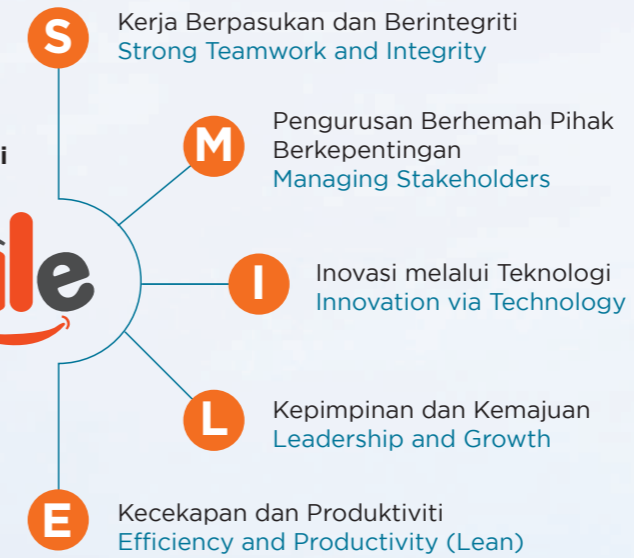 S
Kerja Berpasukan dan Berintegriti
Strong Teamwork and Integrity
M
Pengurusan Berhemah Pihak
Berkepentingan
Managing Stakeholders
i
ile
I
Inovasi melalui Teknologi
Innovation via Technology
L
Kepimpinan dan Kemajuan
Leadership and Growth
E
Kecekapan dan Produktiviti
Efficiency and Productivity (Lean)